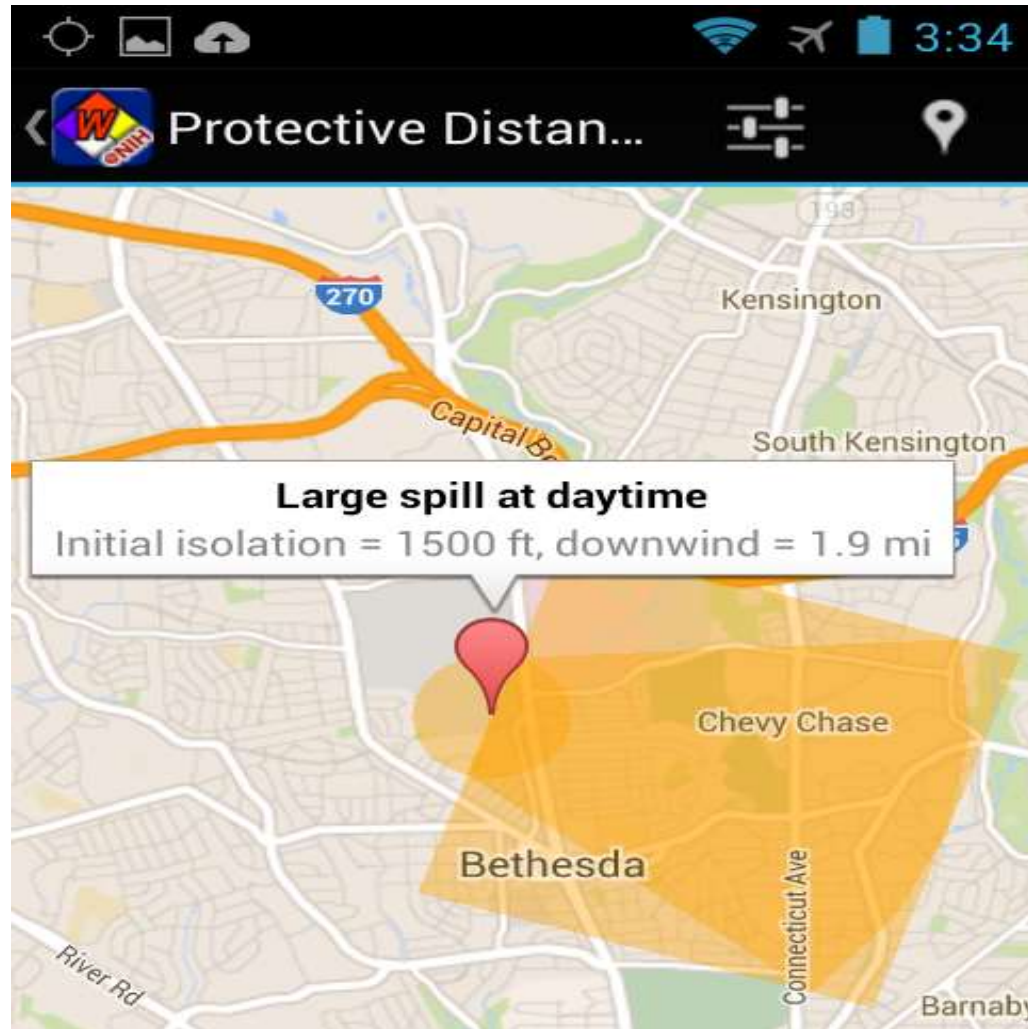 3:34
W
@NIH
Protective Distan...
193
270
Kensington
Capital Be
South Kensington
Large spill at daytime
Initial isolation = 1500 ft, downwind = 1.9 mi
Chevy Chase
Bethesda
Connecticut Ave
River Rd
Barnaby